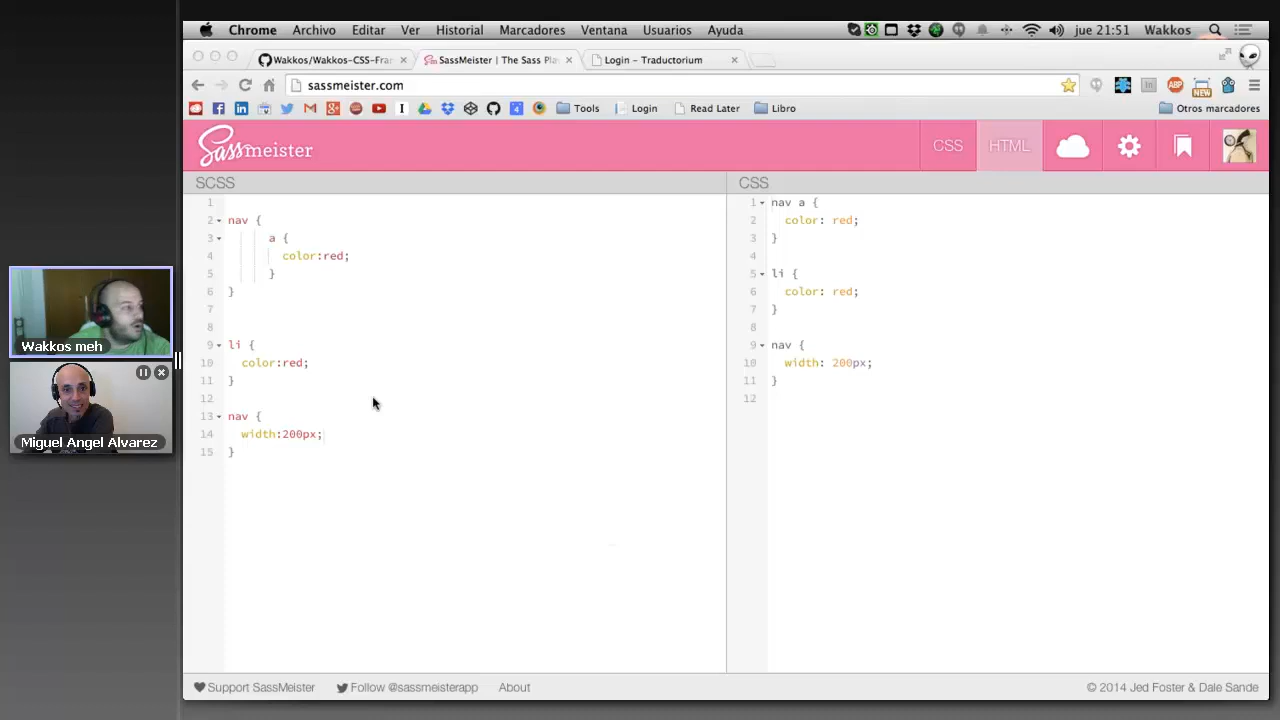 Chrome Archivo Editar Ver Historial Marcadores Ventana Usuarios Ayuda jue 21:51 Wakkos
Wakkos/Wakkos-CSS-Fra SassMeister | The Sass Pla Login - Traductorium
sassmeister.com
Tools Login Read Later Libro Otros marcadores
NEW
Sassmeister CSS HTML
SCSS
1
2 nav {
3 a {
4 color:red;
5 }
6 }
7
8
9 li {
10 color:red;
11 }
12
13 nav {
14 width:200px;
15 }
CSS
1 nav a {
2 color: red;
3 }
4
5 li {
6 color: red;
7 }
8
9 nav {
10 width: 200px;
11 }
12
Wakkos meh
Miguel Angel Alvarez
Support SassMeister Follow @sassmeisterapp About © 2014 Jed Foster & Dale Sande